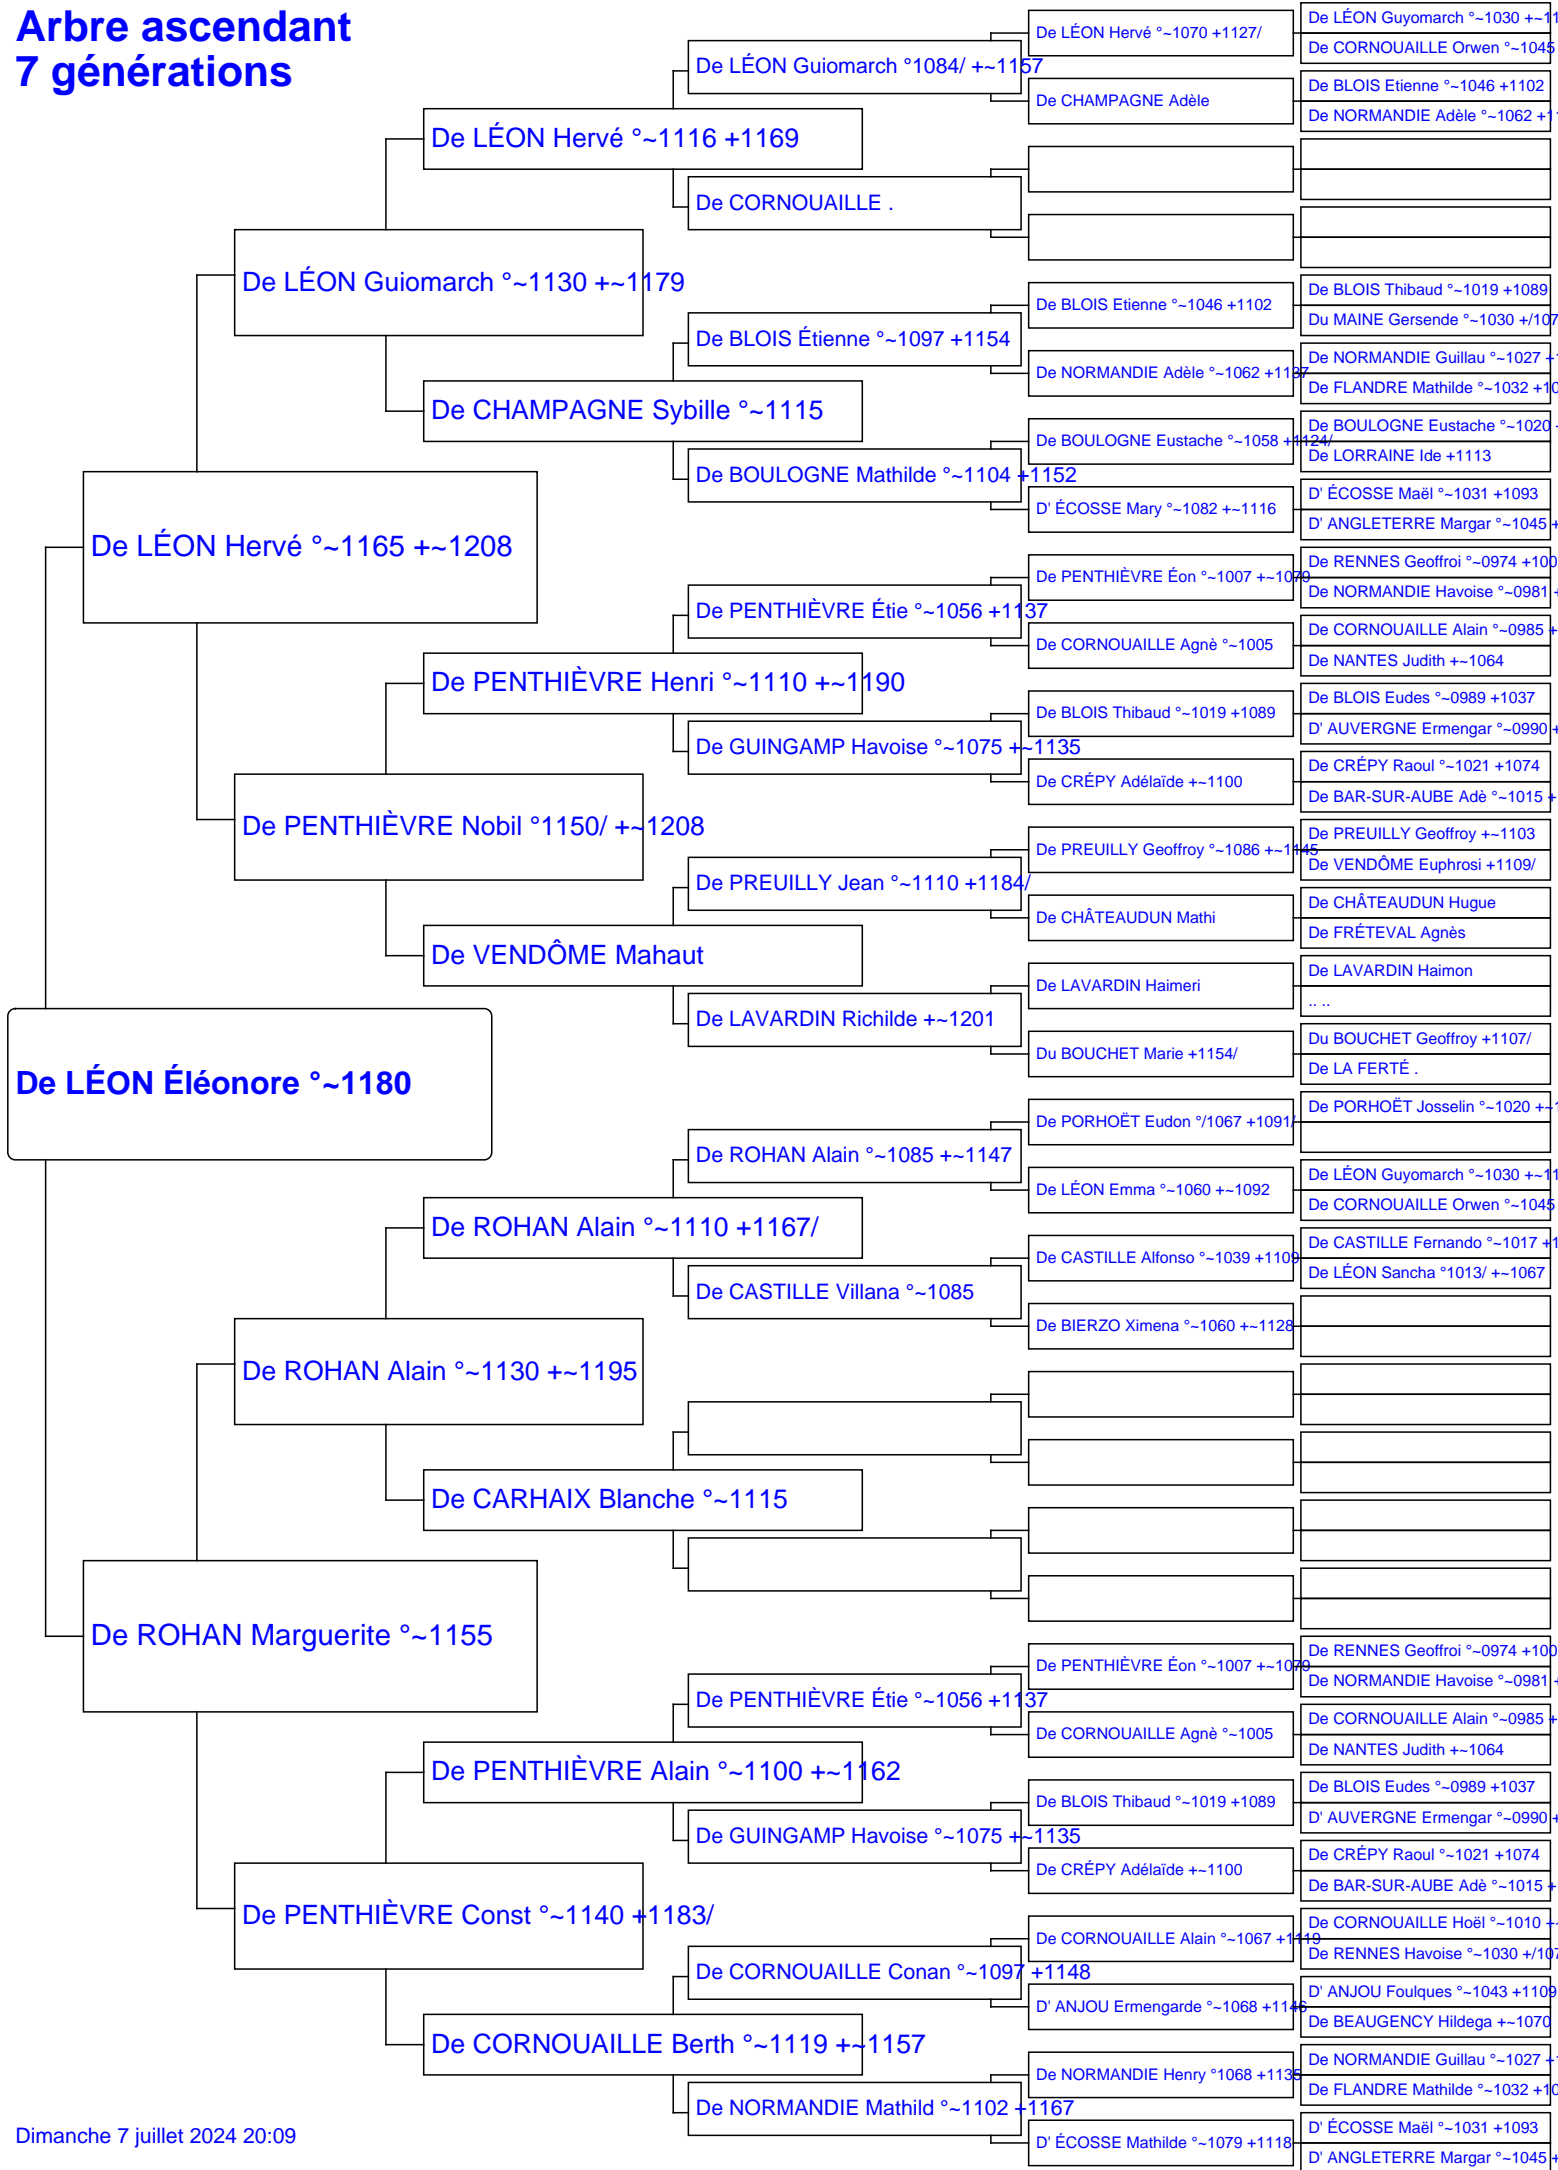 Arbre ascendant
7 générations
De LÉON Éléonore °~1180
De LÉON Hervé °~1165 +~1208
De ROHAN Marguerite °~1155
De LÉON Guiomarch °~1130 +~1179
De PENTHIÈVRE Nobil °1150/ +~1208
De ROHAN Alain °~1130 +~1195
De PENTHIÈVRE Const °~1140 +1183/
De LÉON Hervé °~1116 +1169
De CHAMPAGNE Sybille °~1115
De PENTHIÈVRE Henri °~1110 +~1190
De VENDÔME Mahaut
De ROHAN Alain °~1110 +1167/
De CARHAIX Blanche °~1115
De PENTHIÈVRE Alain °~1100 +~1162
De CORNOUAILLE Berth °~1119 +~1157
De LÉON Guiomarch °1084/ +~1157
De CORNOUAILLE .
De BLOIS Étienne °~1097 +1154
De BOULOGNE Mathilde °~1104 +1152
De PENTHIÈVRE Étie °~1056 +1137
De GUINGAMP Havoise °~1075 +~1135
De PREUILLY Jean °~1110 +1184/
De LAVARDIN Richilde +~1201
De ROHAN Alain °~1085 +~1147
De CASTILLE Villana °~1085
De PENTHIÈVRE Étie °~1056 +1137
De GUINGAMP Havoise °~1075 +~1135
De CORNOUAILLE Conan °~1097 +1148
De NORMANDIE Mathild °~1102 +1167
De LÉON Hervé °~1070 +1127/
De CHAMPAGNE Adèle
De BLOIS Etienne °~1046 +1102
De NORMANDIE Adèle °~1062 +1137
De BOULOGNE Eustache °~1058 +1124/
D' ÉCOSSE Mary °~1082 +~1116
De PENTHIÈVRE Éon °~1007 +~1079
De CORNOUAILLE Agnè °~1005
De BLOIS Thibaud °~1019 +1089
De CRÉPY Adélaïde +~1100
De PREUILLY Geoffroy °~1086 +~1145
De CHÂTEAUDUN Mathi
De LAVARDIN Haimeri
Du BOUCHET Marie +1154/
De PORHOËT Eudon °/1067 +1091/
De LÉON Emma °~1060 +~1092
De CASTILLE Alfonso °~1039 +1109
De BIERZO Ximena °~1060 +~1128
De PENTHIÈVRE Éon °~1007 +~1079
De CORNOUAILLE Agnè °~1005
De BLOIS Thibaud °~1019 +1089
De CRÉPY Adélaïde +~1100
De CORNOUAILLE Alain °~1067 +1119
D' ANJOU Ermengarde °~1068 +1146
De NORMANDIE Henry °1068 +1135
D' ÉCOSSE Mathilde °~1079 +1118
De LÉON Guyomarch °~1030 +~11
De CORNOUAILLE Orwen °~1045
De BLOIS Etienne °~1046 +1102
De NORMANDIE Adèle °~1062 +1
De BLOIS Thibaud °~1019 +1089
Du MAINE Gersende °~1030 +/107
De NORMANDIE Guillau °~1027 +
De FLANDRE Mathilde °~1032 +10
De BOULOGNE Eustache °~1020
De LORRAINE Ide +1113
D' ÉCOSSE Maël °~1031 +1093
D' ANGLETERRE Margar °~1045 +
De RENNES Geoffroi °~0974 +100
De NORMANDIE Havoise °~0981 +
De CORNOUAILLE Alain °~0985 +
De NANTES Judith +~1064
De BLOIS Eudes °~0989 +1037
D' AUVERGNE Ermengar °~0990 +
De CRÉPY Raoul °~1021 +1074
De BAR-SUR-AUBE Adè °~1015 +
De PREUILLY Geoffroy +~1103
De VENDÔME Euphrosi +1109/
De CHÂTEAUDUN Hugue
De FRÉTEVAL Agnès
De LAVARDIN Haimon
.. ..
Du BOUCHET Geoffroy +1107/
De LA FERTÉ .
De PORHOËT Josselin °~1020 +~1
De LÉON Guyomarch °~1030 +~11
De CORNOUAILLE Orwen °~1045
De CASTILLE Fernando °~1017 +1
De LÉON Sancha °1013/ +~1067
De RENNES Geoffroi °~0974 +100
De NORMANDIE Havoise °~0981 +
De CORNOUAILLE Alain °~0985 +
De NANTES Judith +~1064
De BLOIS Eudes °~0989 +1037
D' AUVERGNE Ermengar °~0990 +
De CRÉPY Raoul °~1021 +1074
De BAR-SUR-AUBE Adè °~1015 +
De CORNOUAILLE Hoël °~1010 +
De RENNES Havoise °~1030 +/107
D' ANJOU Foulques °~1043 +1109
De BEAUGENCY Hildega +~1070
De NORMANDIE Guillau °~1027 +
De FLANDRE Mathilde °~1032 +10
D' ÉCOSSE Maël °~1031 +1093
D' ANGLETERRE Margar °~1045 +
Dimanche 7 juillet 2024 20:09